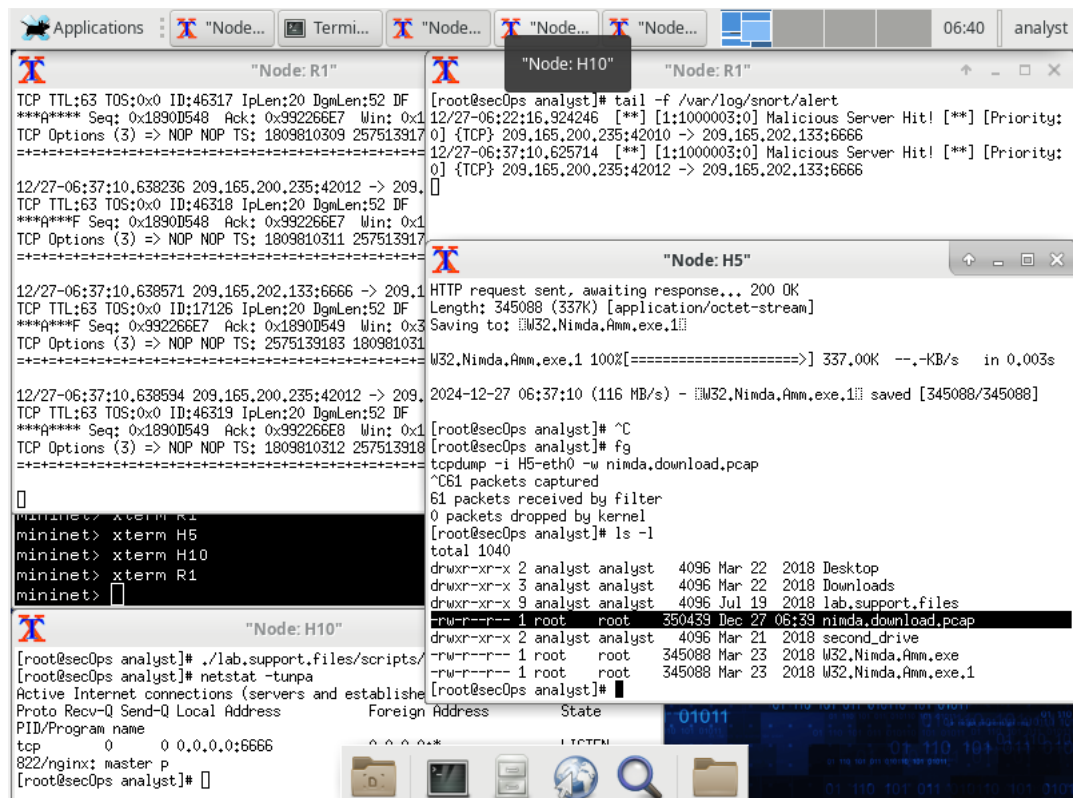 Applications "Node... Termi... "Node... "Node... "Node... 06:40 analyst
"Node: H10"
"Node: R1"
TCP TTL:63 TOS:0x0 ID:46317 IpLen:20 DgmLen:52 DF
***A**** Seq: 0x1890D548 Ack: 0x992266E7 Win: 0x1
TCP Options (3) => NOP NOP TS: 1809810309 257513917
=+=+=+=+=+=+=+=+=+=+=+=+=+=+=+=+=+=+=+=+=+=+=+=+=
12/27-06:37:10.638236 209.165.200.235:42012 -> 209.
TCP TTL:63 TOS:0x0 ID:46318 IpLen:20 DgmLen:52 DF
***A***F Seq: 0x1890D548 Ack: 0x992266E7 Win: 0x1
TCP Options (3) => NOP NOP TS: 1809810311 257513917
=+=+=+=+=+=+=+=+=+=+=+=+=+=+=+=+=+=+=+=+=+=+=+=+=
12/27-06:37:10.638571 209.165.202.133:6666 -> 209.1
TCP TTL:63 TOS:0x0 ID:17126 IpLen:20 DgmLen:52 DF
***A***F Seq: 0x992266E7 Ack: 0x1890D549 Win: 0x3
TCP Options (3) => NOP NOP TS: 2575139183 180981031
=+=+=+=+=+=+=+=+=+=+=+=+=+=+=+=+=+=+=+=+=+=+=+=+=
12/27-06:37:10.638594 209.165.200.235:42012 -> 209.
TCP TTL:63 TOS:0x0 ID:46319 IpLen:20 DgmLen:52 DF
***A**** Seq: 0x1890D549 Ack: 0x992266E8 Win: 0x1
TCP Options (3) => NOP NOP TS: 1809810312 257513918
=+=+=+=+=+=+=+=+=+=+=+=+=+=+=+=+=+=+=+=+=+=+=+=+=
"Node: R1"
[root@secOps analyst]# tail -f /var/log/snort/alert
12/27-06:22:16.924246 [**] [1:1000003:0] Malicious Server Hit! [**] [Priority:
0] {TCP} 209.165.200.235:42010 -> 209.165.202.133:6666
12/27-06:37:10.625714 [**] [1:1000003:0] Malicious Server Hit! [**] [Priority:
0] {TCP} 209.165.200.235:42012 -> 209.165.202.133:6666
"Node: H5"
HTTP request sent, awaiting response... 200 OK
Length: 345088 (337K) [application/octet-stream]
Saving to: W32.Nimda.Amm.exe.1
W32.Nimda.Amm.exe.1 100%[=====================>] 337.00K --.-KB/s in 0.003s
2024-12-27 06:37:10 (116 MB/s) - W32.Nimda.Amm.exe.1 saved [345088/345088]
[root@secOps analyst]# ^C
[root@secOps analyst]# fg
tcpdump -i H5-eth0 -w nimda.download.pcap
^C61 packets captured
61 packets received by filter
0 packets dropped by kernel
[root@secOps analyst]# ls -l
total 1040
drwxr-xr-x 2 analyst analyst 4096 Mar 22 2018 Desktop
drwxr-xr-x 3 analyst analyst 4096 Mar 22 2018 Downloads
drwxr-xr-x 9 analyst analyst 4096 Jul 19 2018 lab.support.files
-rw-r--r-- 1 root root 350439 Dec 27 06:39 nimda.download.pcap
drwxr-xr-x 2 analyst analyst 4096 Mar 21 2018 second_drive
-rw-r--r-- 1 root root 345088 Mar 23 2018 W32.Nimda.Amm.exe
-rw-r--r-- 1 root root 345088 Mar 23 2018 W32.Nimda.Amm.exe.1
[root@secOps analyst]#
mininet> xterm R1
mininet> xterm H5
mininet> xterm H10
mininet> xterm R1
mininet>
"Node: H10"
[root@secOps analyst]# ./lab.support.files/scripts/
[root@secOps analyst]# netstat -tunpa
Active Internet connections (servers and establishe
Proto Recv-Q Send-Q Local Address Foreign Address State
PID/Program name
tcp 0 0 0.0.0.0:6666 0.0.0.0:* LISTEN
822/nginx: master p
[root@secOps analyst]#
01011